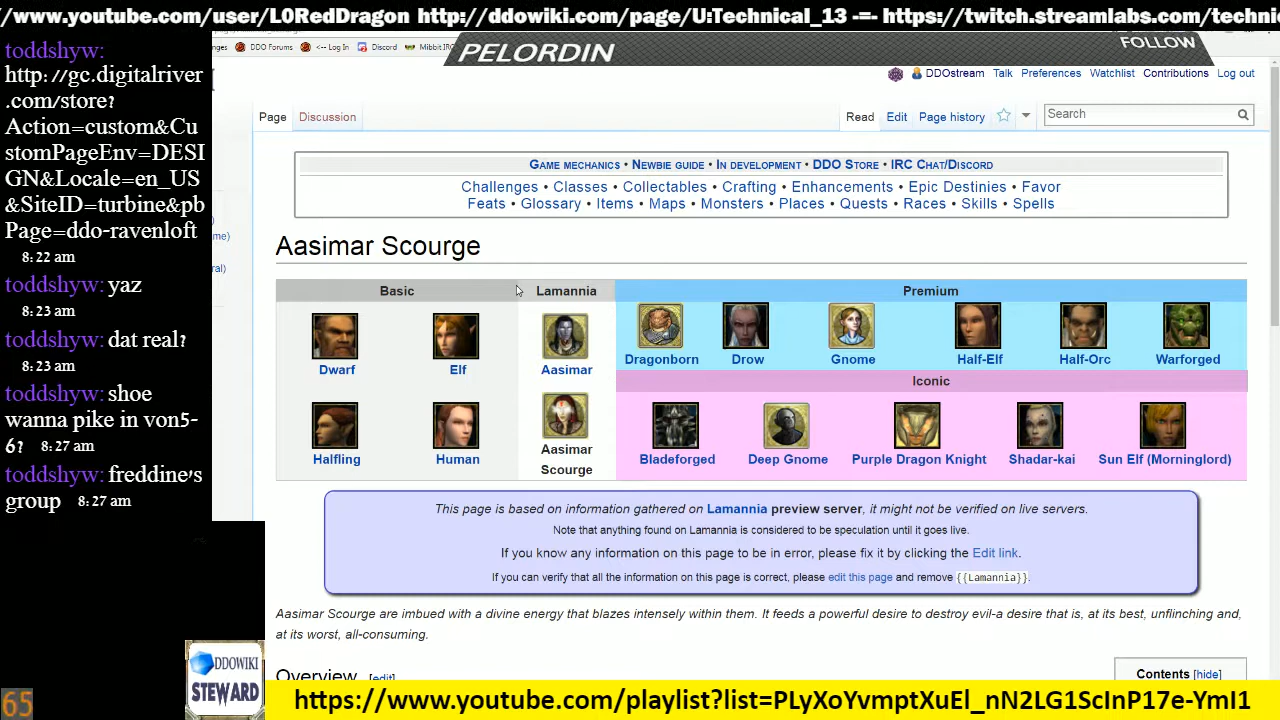 //www.youtube.com/user/L0RedDragon http://ddowiki.com/page/U:Technical_13 -=- https://twitch.streamlabs.com/techni
toddshyw:
http://gc.digitalriver
.com/store?
Action=custom&Cu
stomPageEnv=DESI
GN&Locale=en_US
&SiteID=turbine&pb
Page=ddo-ravenloft
8:22 am
toddshyw: yaz
8:23 am
toddshyw: dat real?
8:23 am
toddshyw: shoe
wanna pike in von5-
6? 8:27 am
toddshyw: freddine's
group 8:27 am
nges DDO Forums <-- Log In Discord Mibbit IR
PELORDIN
FOLLOW
DDOstream Talk Preferences Watchlist Contributions Log out
Page Discussion Read Edit Page history Search
me)
ral)
GAME MECHANICS • NEWBIE GUIDE • IN DEVELOPMENT • DDO STORE • IRC CHAT/DISCORD
Challenges • Classes • Collectables • Crafting • Enhancements • Epic Destinies • Favor
Feats • Glossary • Items • Maps • Monsters • Places • Quests • Races • Skills • Spells
Aasimar Scourge
Basic Lamannia Premium
Dwarf Elf Aasimar Dragonborn Drow Gnome Half-Elf Half-Orc Warforged
Iconic
Halfling Human Aasimar
Scourge
Bladeforged Deep Gnome Purple Dragon Knight Shadar-kai Sun Elf (Morninglord)
This page is based on information gathered on Lamannia preview server, it might not be verified on live servers.
Note that anything found on Lamannia is considered to be speculation until it goes live.
If you know any information on this page to be in error, please fix it by clicking the Edit link.
If you can verify that all the information on this page is correct, please edit this page and remove {{Lamannia}}.
Aasimar Scourge are imbued with a divine energy that blazes intensely within them. It feeds a powerful desire to destroy evil-a desire that is, at its best, unflinching and,
at its worst, all-consuming.
Overview [edit]
Contents [hide]
DDOWIKI
STEWARD
65
https://www.youtube.com/playlist?list=PLyXoYvmptXuEl_nN2LG1ScInP17e-YmI1